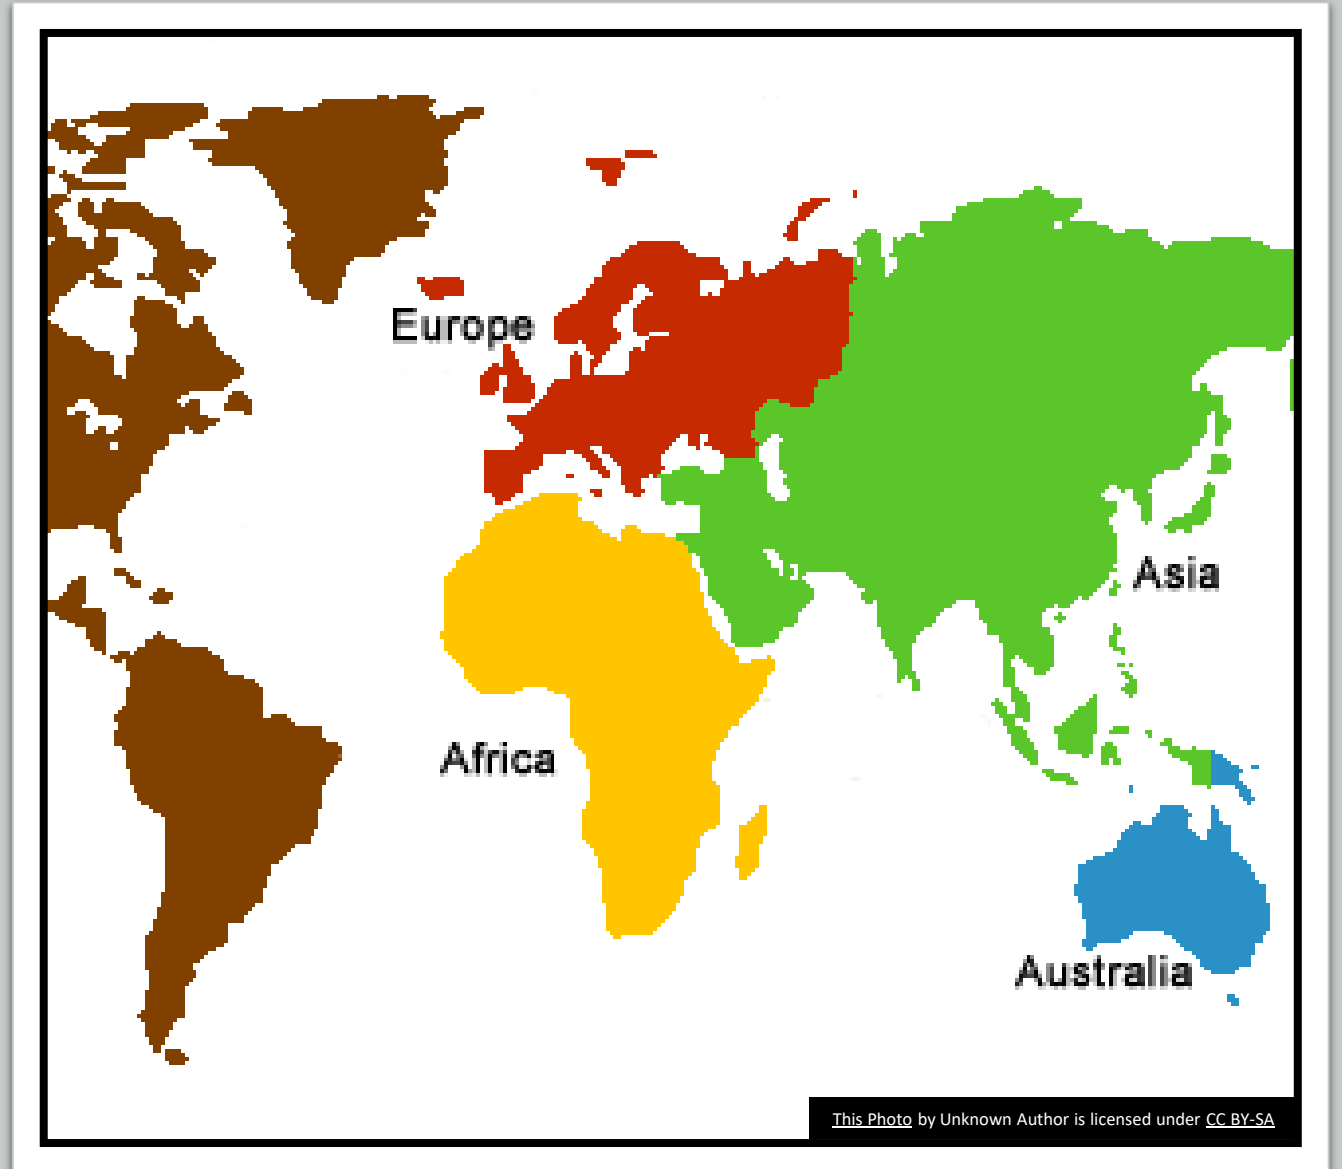 Europe
Asia
Africa
Australia
This Photo by Unknown Author is licensed under CC BY-SA